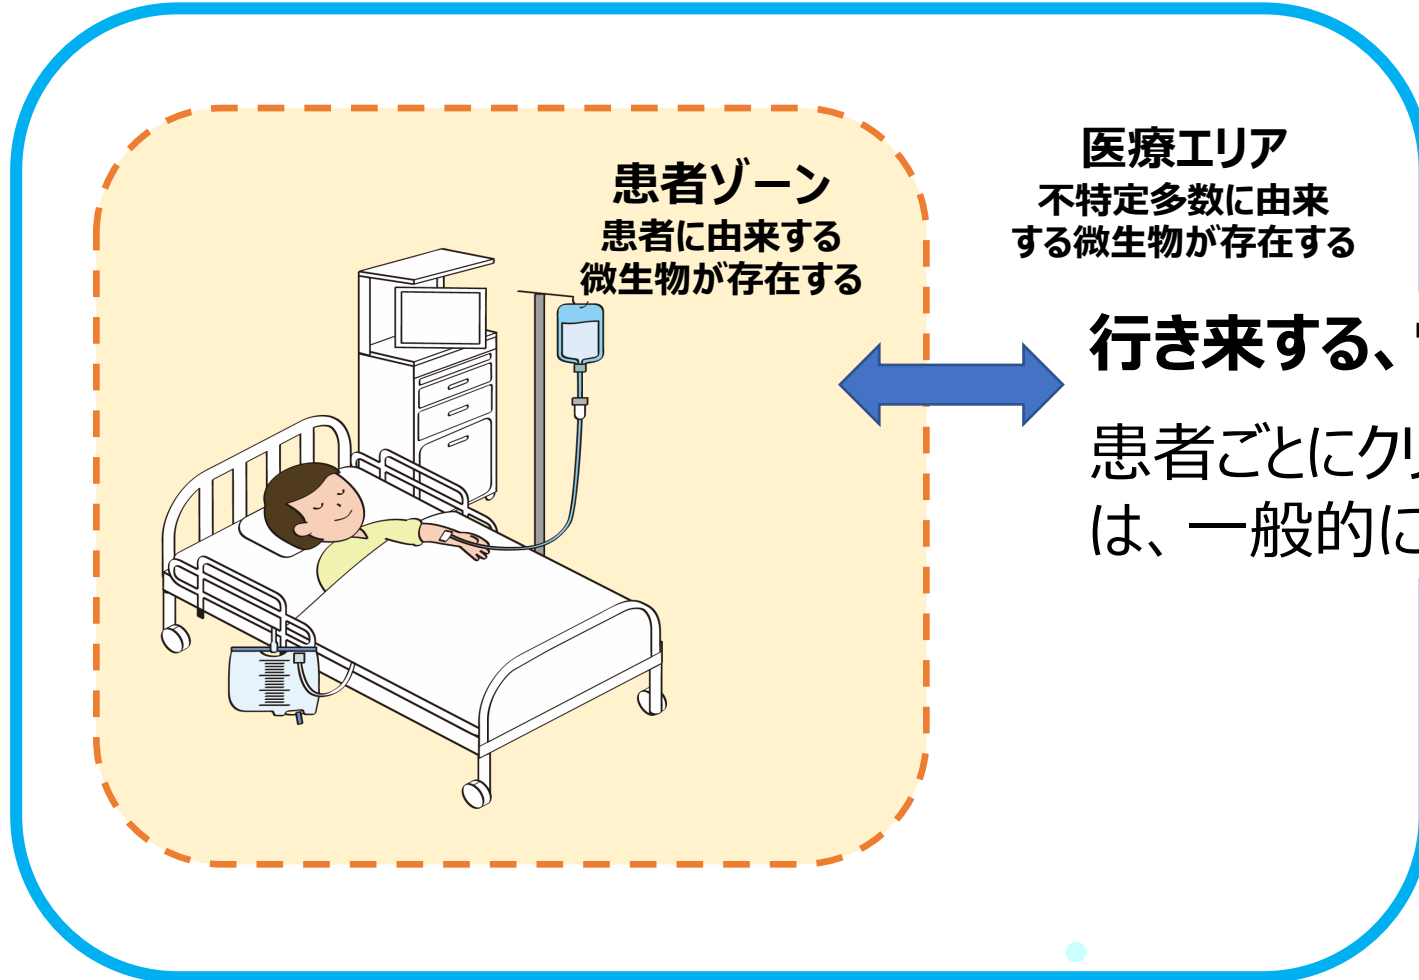 患者ゾーン
患者に由来する
微生物が存在する
医療エリア
不特定多数に由来
する微生物が存在する
行き来する、
患者ごとにクリ
は、一般的に